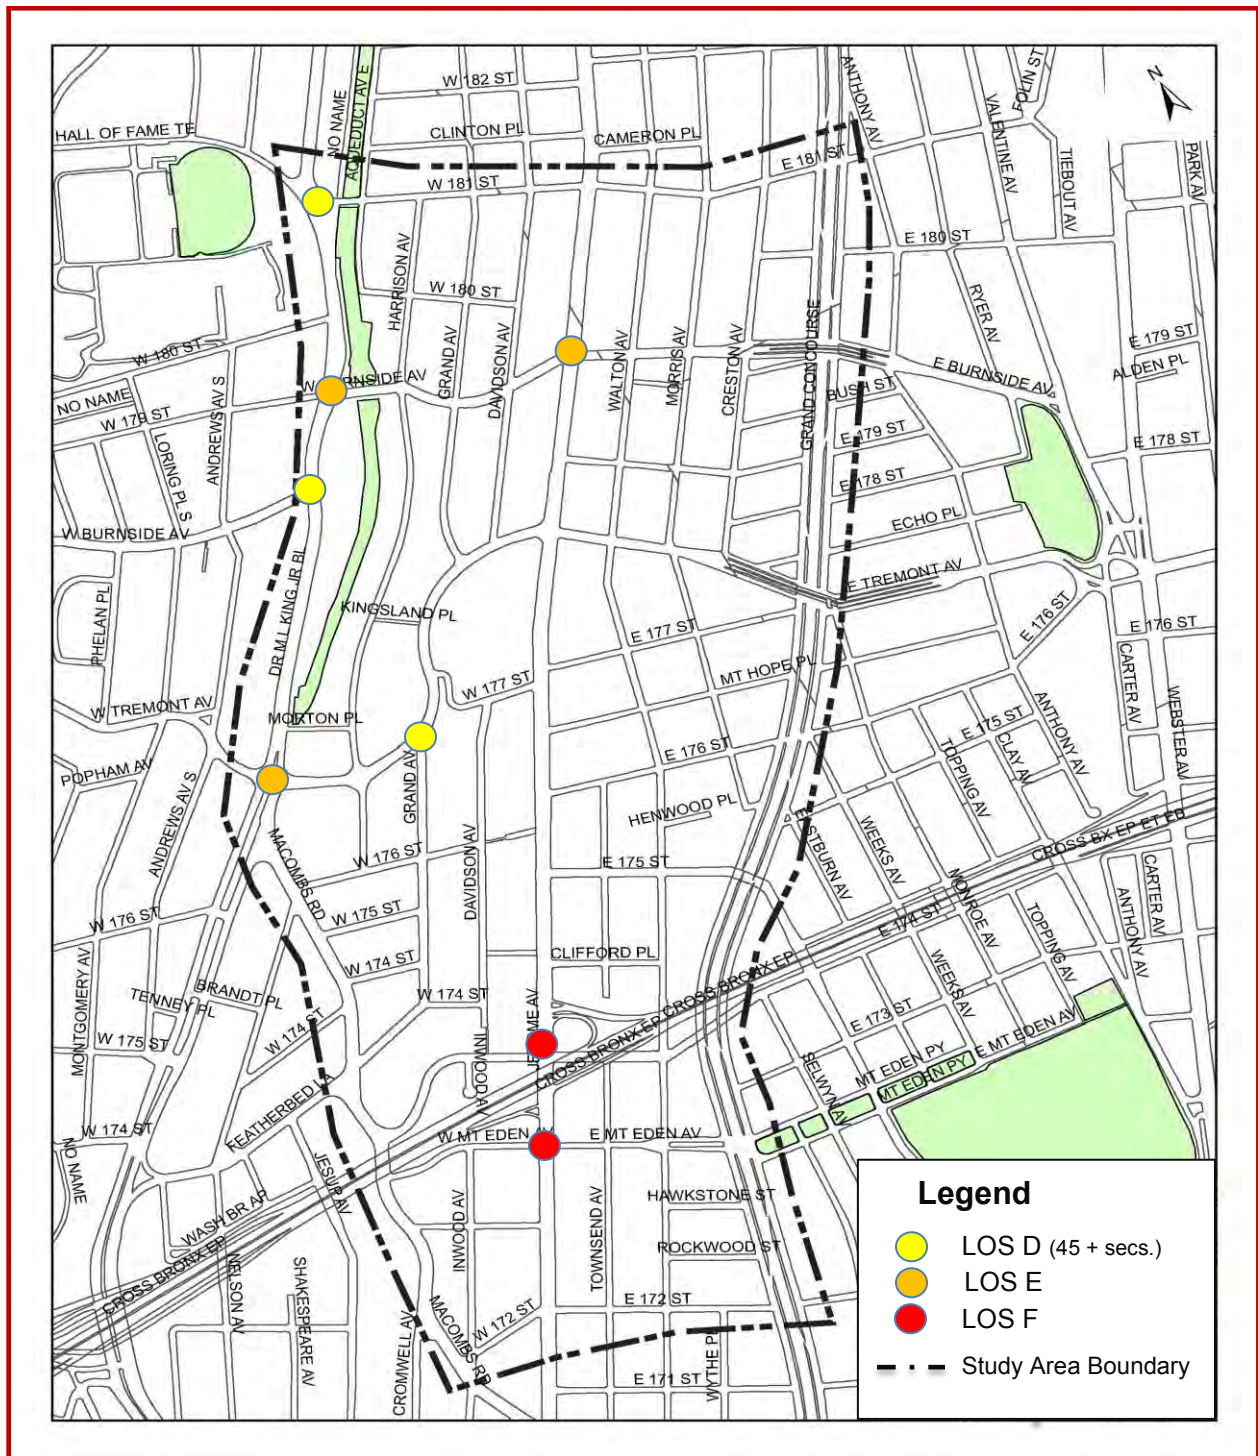 W 182 ST
FOLIN ST
N
ANTHONY AV
VALENTINE AV
HALL OF FAME TE
NO NAME
AQUEDUCT AV E
CLINTON PL
CAMERON PL
TIEBOUT AV
PARK AV
E 181 ST
W 181 ST
E 180 ST
HARRISON AV
W 180 ST
RYER AV
GRAND CONCOURSE
W 180 ST
GRAND AV
DAVIDSON AV
WALTON AV
MORRIS AV
CRESTON AV
E 179 ST
ALDEN PL
E BURNSIDE AV
BUSH ST
NO NAME
W 179 ST
ANDREWS AV S
LORING PL S
E 179 ST
E 178 ST
E 178 ST
W BURNSIDE AV
ECHO PL
E TREMONT AV
DR M L KING JR BL
PHELAN PL
KINGSLAND PL
E 177 ST
E 176 ST
E 176 ST
MT HOPE PL
CARTER AV
WEBSTER AV
W TREMONT AV
W 177 ST
MORTON PL
E 175 ST
ANTHONY AV
CLAY AV
TOPPING AV
E 176 ST
POPHAM AV
GRAND AV
HENWOOD PL
ANDREWS AV S
MACOMBS RD
W 176 ST
DAVIDSON AV
E 175 ST
EASTBURN AV
WEEKS AV
CROSS BX EP ET EB
MONROE AV
CARTER AV
ANTHONY AV
TOPPING AV
E 174 ST
W 176 ST
W 175 ST
W 174 ST
CLIFFORD PL
WEEKS AV
MONTGOMERY AV
TENNEY PL
BRANDT PL
W 174 ST
W 174 ST
CROSS BRONX EP
E 173 ST
E MT EDEN AV
MT EDEN PY
MT EDEN PY
W 175 ST
INWOOD AV
CROSS BRONX EP
SELWYN AV
FEATHERBED LA
W 174 ST
W MT EDEN AV
E MT EDEN AV
NO NAME
JESUP AV
WASH BR AP
CROSS BRONX EP
INWOOD AV
TOWNSEND AV
HAWKSTONE ST
ROCKWOOD ST
NELSON AV
SHAKESPEARE AV
E 172 ST
W 172 ST
CROMWELL AV
MACOMBS RD
WYTHE PL
E 171 ST
Legend
LOS D (45 + secs.)
LOS E
LOS F
Study Area Boundary